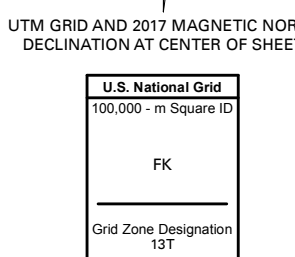 UTM GRID AND 2017 MAGNETIC NOR
DECLINATION AT CENTER OF SHEET
U.S. National Grid
100,000 - m Square ID
FK
Grid Zone Designation
13T